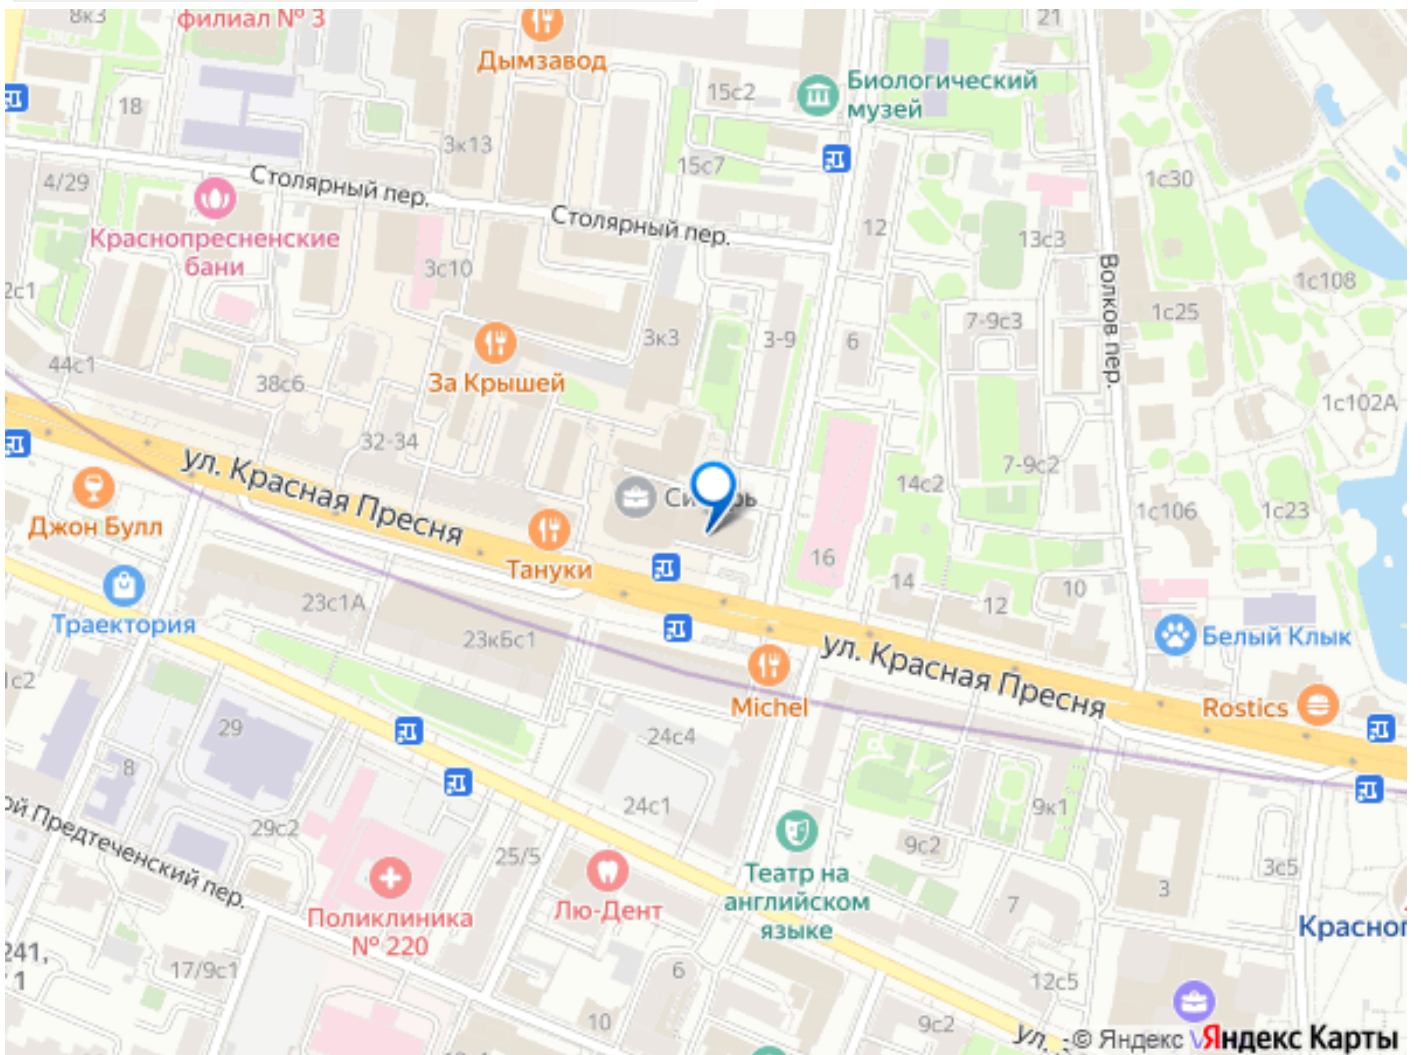 8к3
филиал № 3
Дымзавод
21
18
15с2
Биологический
музей
3к13
15с7
4/29
Столярный пер.
Столярный пер.
1с30
12
13с3
Краснопресненские
бани
3с10
Волков пер.
1с108
2с1
1с25
7-9с3
3к3
3-9
6
44с1
38с6
За Крышей
1с102А
32-34
ул. Красная Пресня
7-9с2
14с2
Джон Булл
1с106
1с23
Тануки
16
14
12
10
23с1А
Траектория
23кБс1
Белый Клык
ул. Красная Пресня
1с2
Michel
Rostics
29
24с4
8
24с1
9к1
29с2
ой Предтеченский пер.
25/5
9с2
3с5
Театр на
английском
языке
3
7
Поликлиника
№ 220
Лю-Дент
Красног
241,
1
17/9с1
6
12с5
10
9с2
ул.
© Яндекс
Яндекс Карты